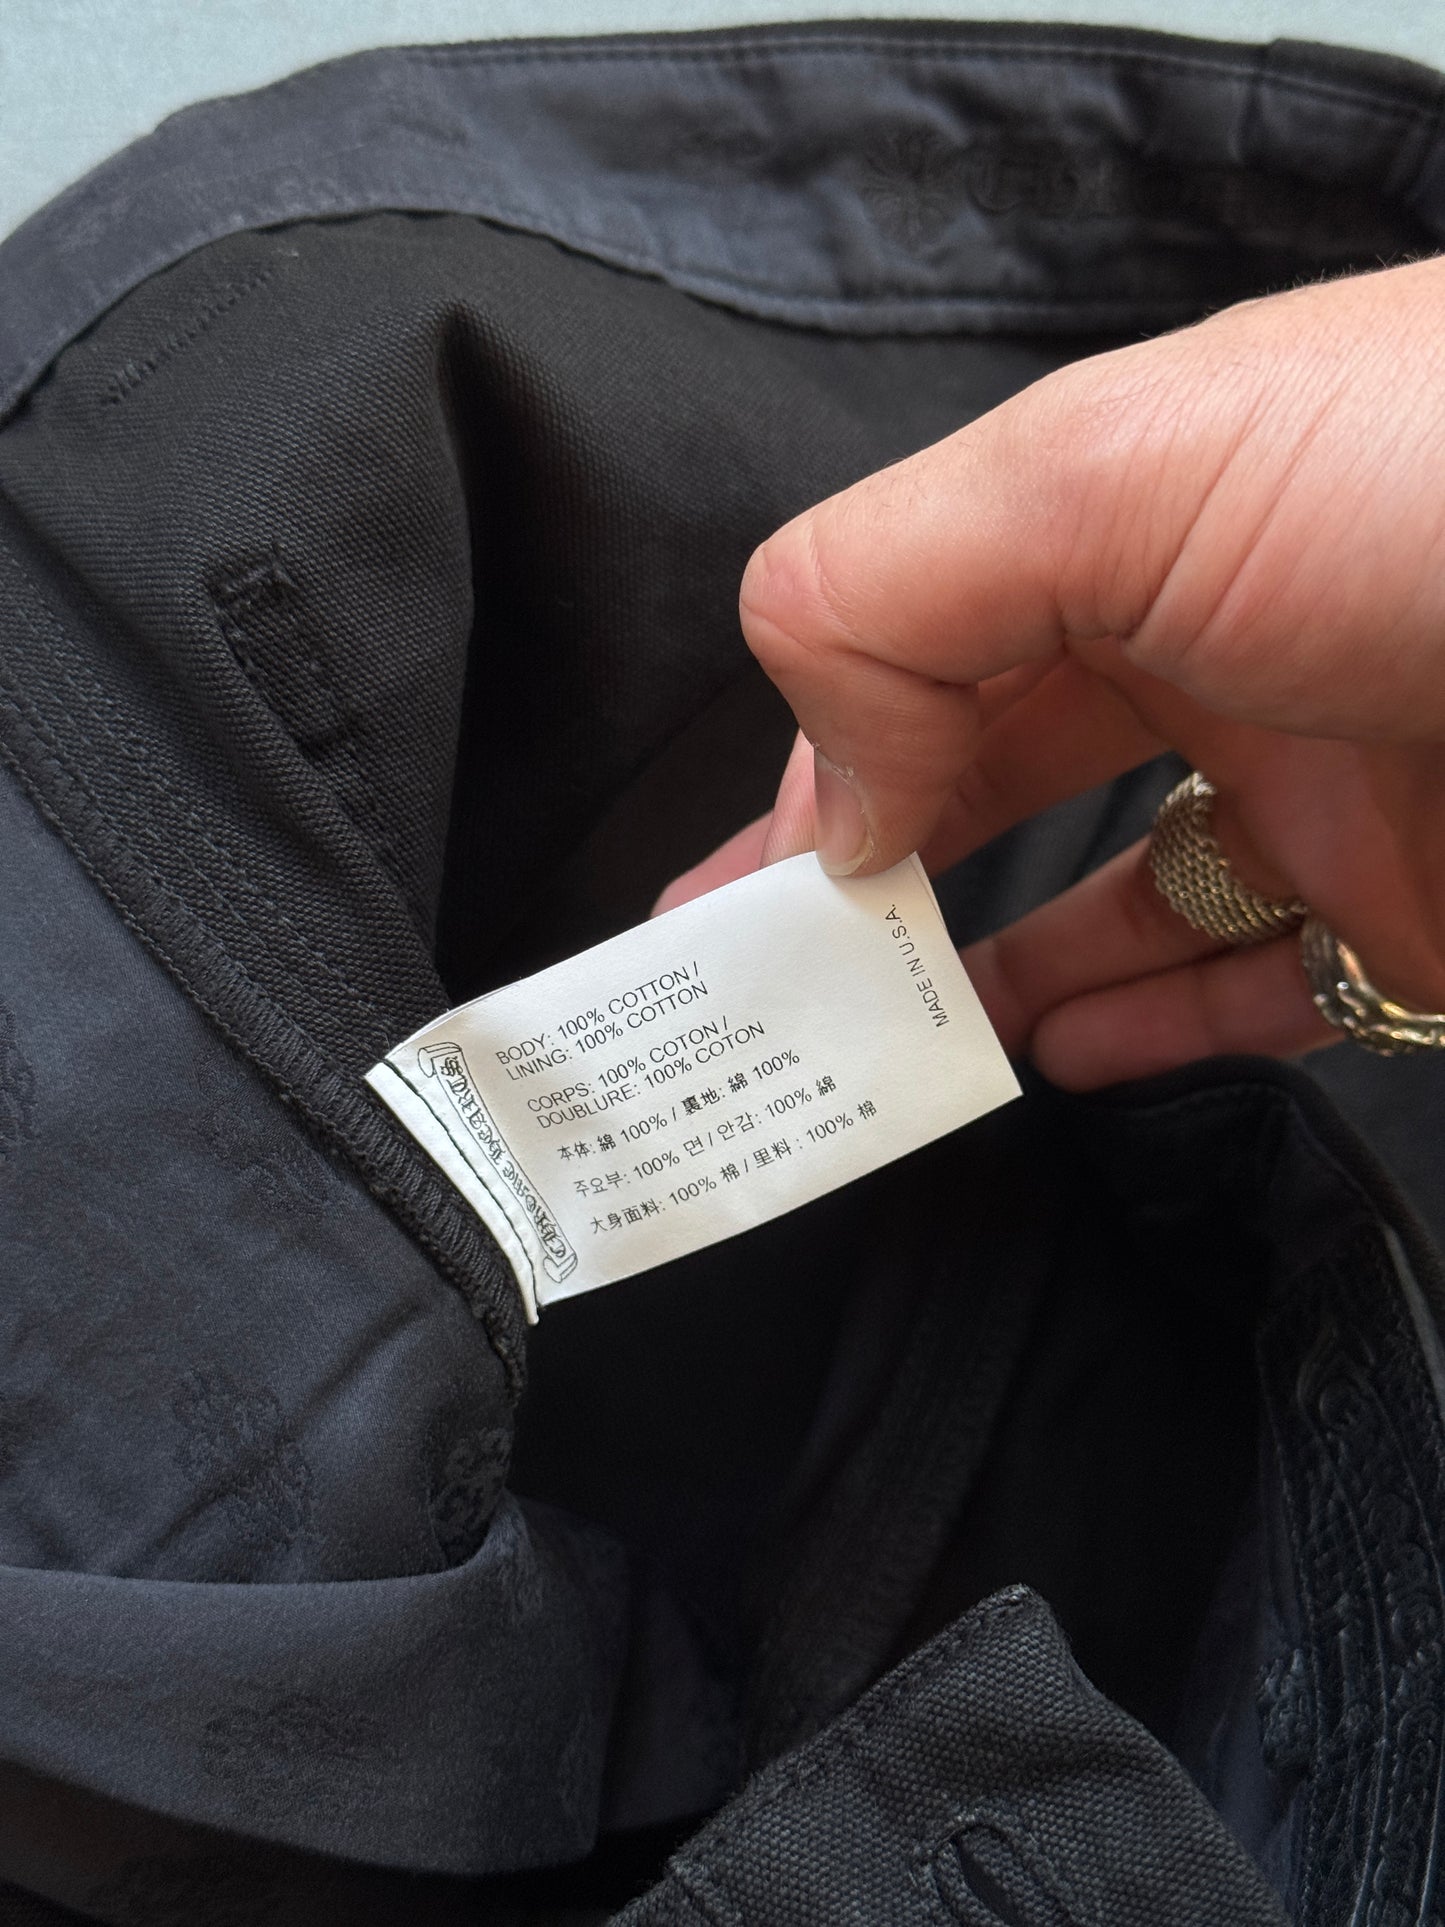 BODY: 100% COTTON /
LINING: 100% COTTON
CORPS: 100% COTON /
DOUBLURE: 100% COTON
本体: 綿 100% / 裏地: 綿 100%
주요부: 100% 면 / 안감: 100% 綿
大身面料: 100% 棉 / 里料 : 100% 棉
MADE IN U.S.A.
Chrome Hearts